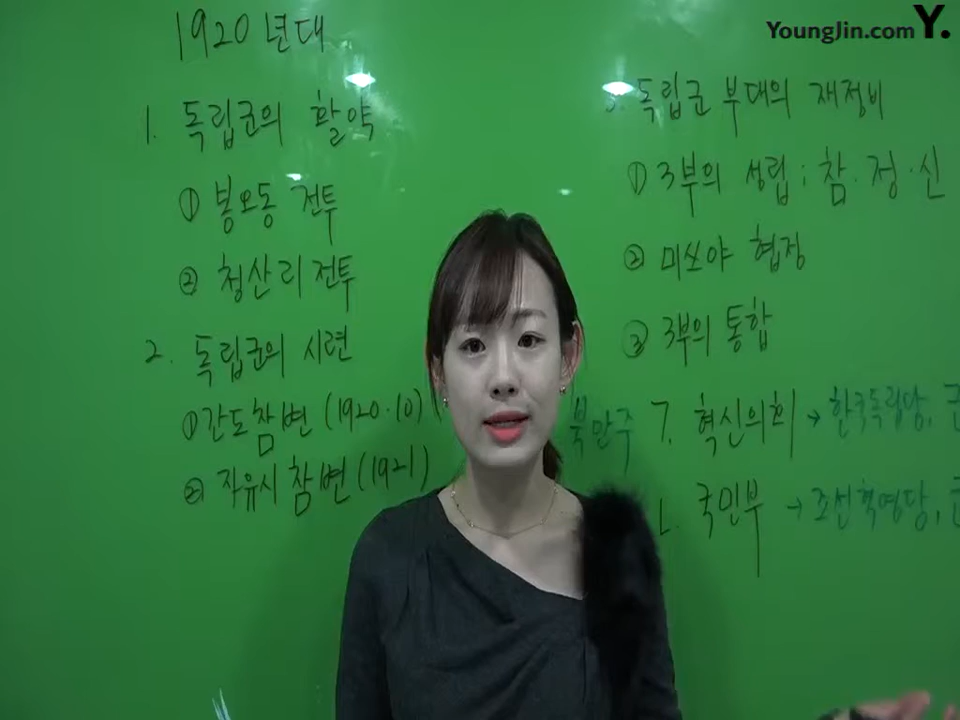 YoungJin.com Y.
1920년대
1. 독립군의 활약
① 봉오동 전투
② 청산리 전투
2. 독립군의 시련
① 간도참변 (1920.10)
② 자유시 참변 (1921)
3. 독립군 부대의 재정비
① 3부의 성립 : 참·정·신
② 미쓰야 협정
③ 3부의 통합
북만주 ㄱ. 혁신의회 → 한국독립당,
ㄴ. 국민부 → 조선혁명당,